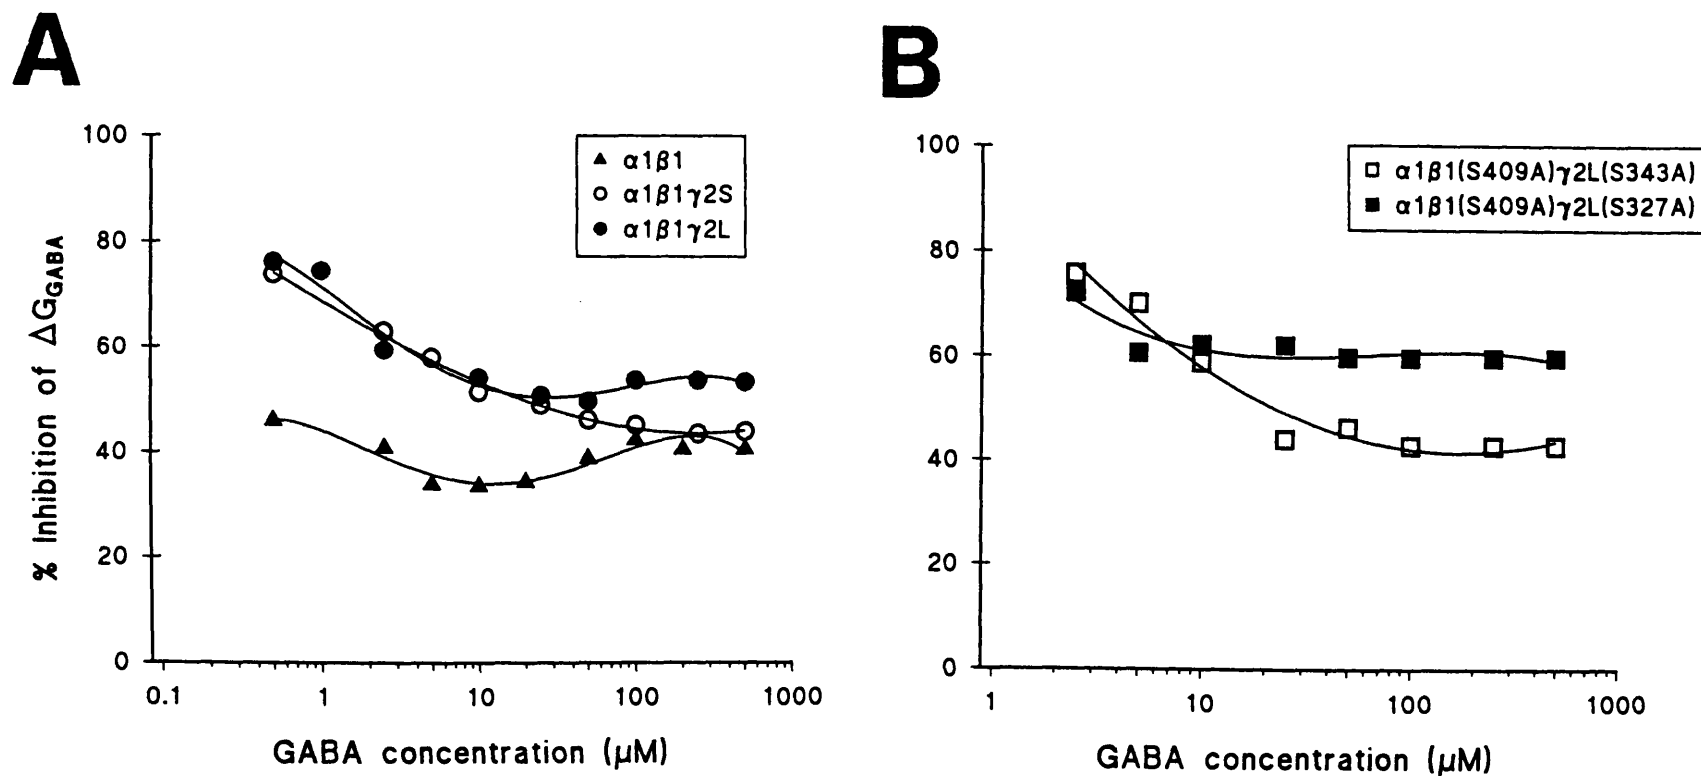 A
% Inhibition of ΔGGABA
100
80
60
40
20
0
0.1 1 10 100 1000
GABA concentration (µM)
α1β1
α1β1γ2S
α1β1γ2L
B
100
80
60
40
20
0
1 10 100 1000
GABA concentration (µM)
α1β1(S409A)γ2L(S343A)
α1β1(S409A)γ2L(S327A)